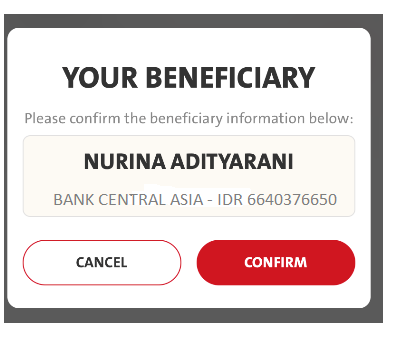 YOUR BENEFICIARY
Please confirm the beneficiary information below:
NURINA ADITYARANI
BANK CENTRAL ASIA - IDR 6640376650
CANCEL
CONFIRM